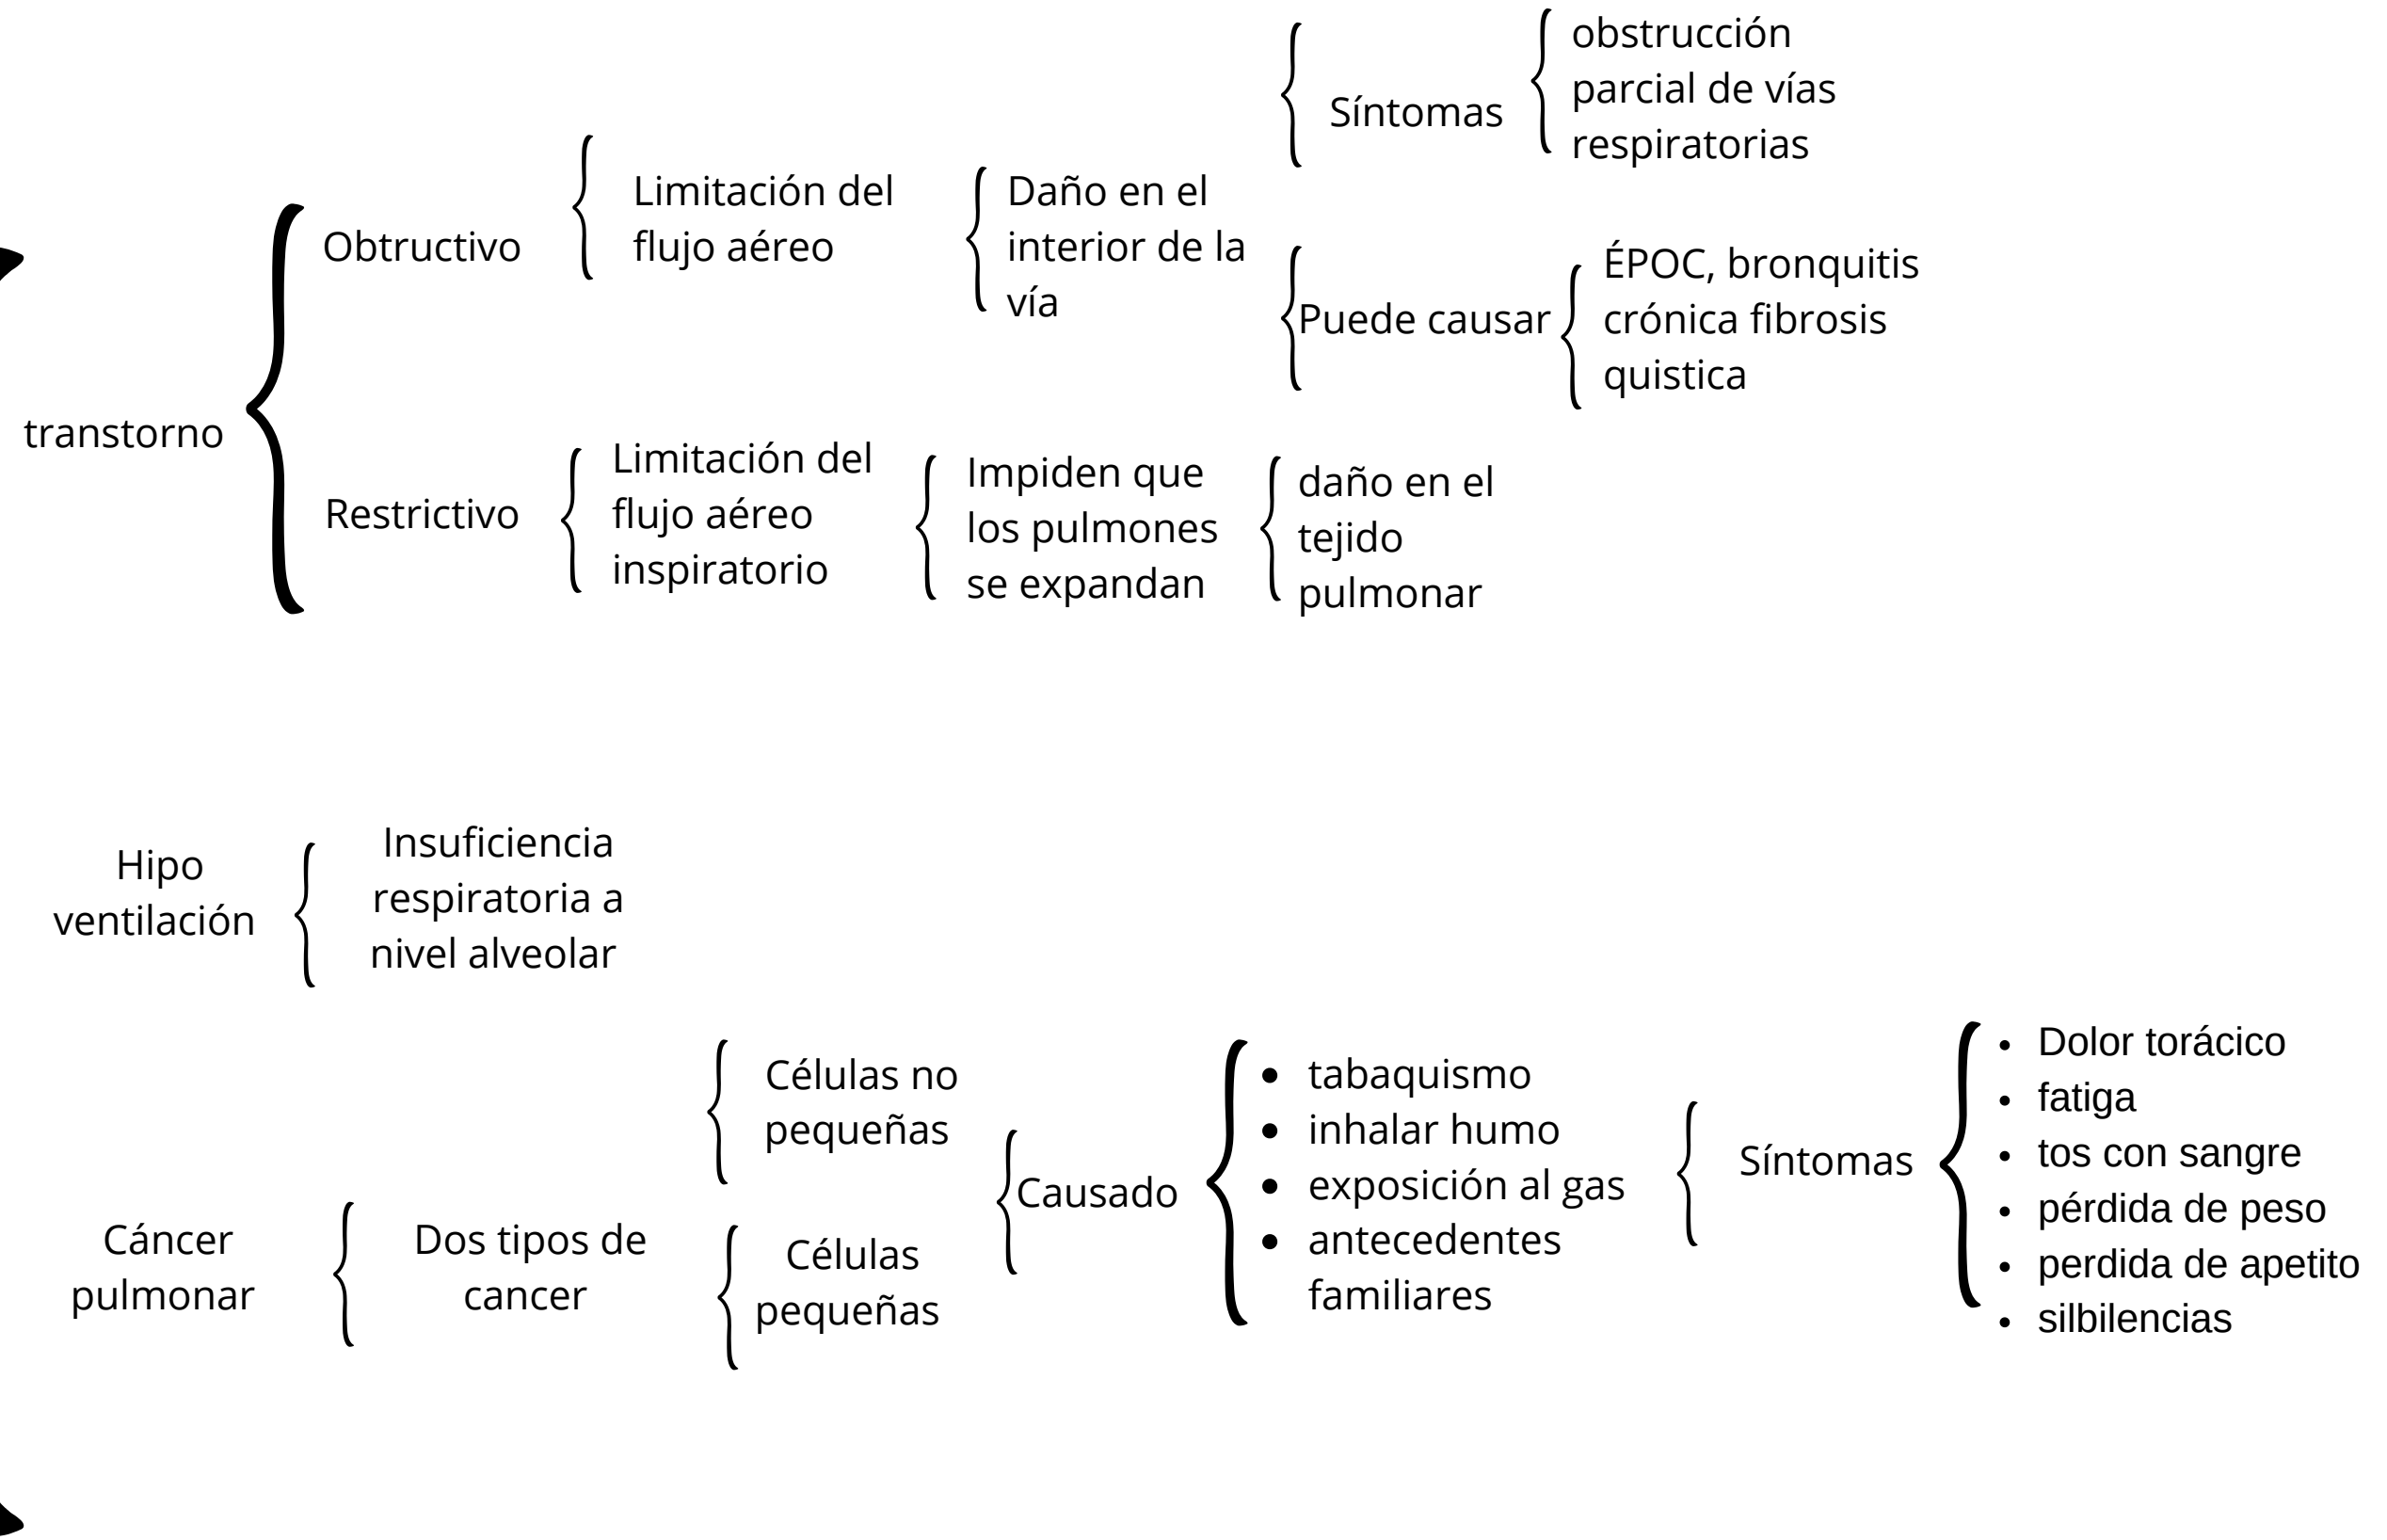 transtorno
Obtructivo
Limitación del
flujo aéreo
Daño en el
interior de la
vía
Síntomas
obstrucción
parcial de vías
respiratorias
Puede causar
ÉPOC, bronquitis
crónica fibrosis
quistica
Restrictivo
Limitación del
flujo aéreo
inspiratorio
Impiden que
los pulmones
se expandan
daño en el
tejido
pulmonar
Hipo
ventilación
Insuficiencia
respiratoria a
nivel alveolar
Cáncer
pulmonar
Dos tipos de
cancer
Células no
pequeñas
Células
pequeñas
Causado
• tabaquismo
• inhalar humo
• exposición al gas
• antecedentes
familiares
Síntomas
• Dolor torácico
• fatiga
• tos con sangre
• pérdida de peso
• perdida de apetito
• silbilencias